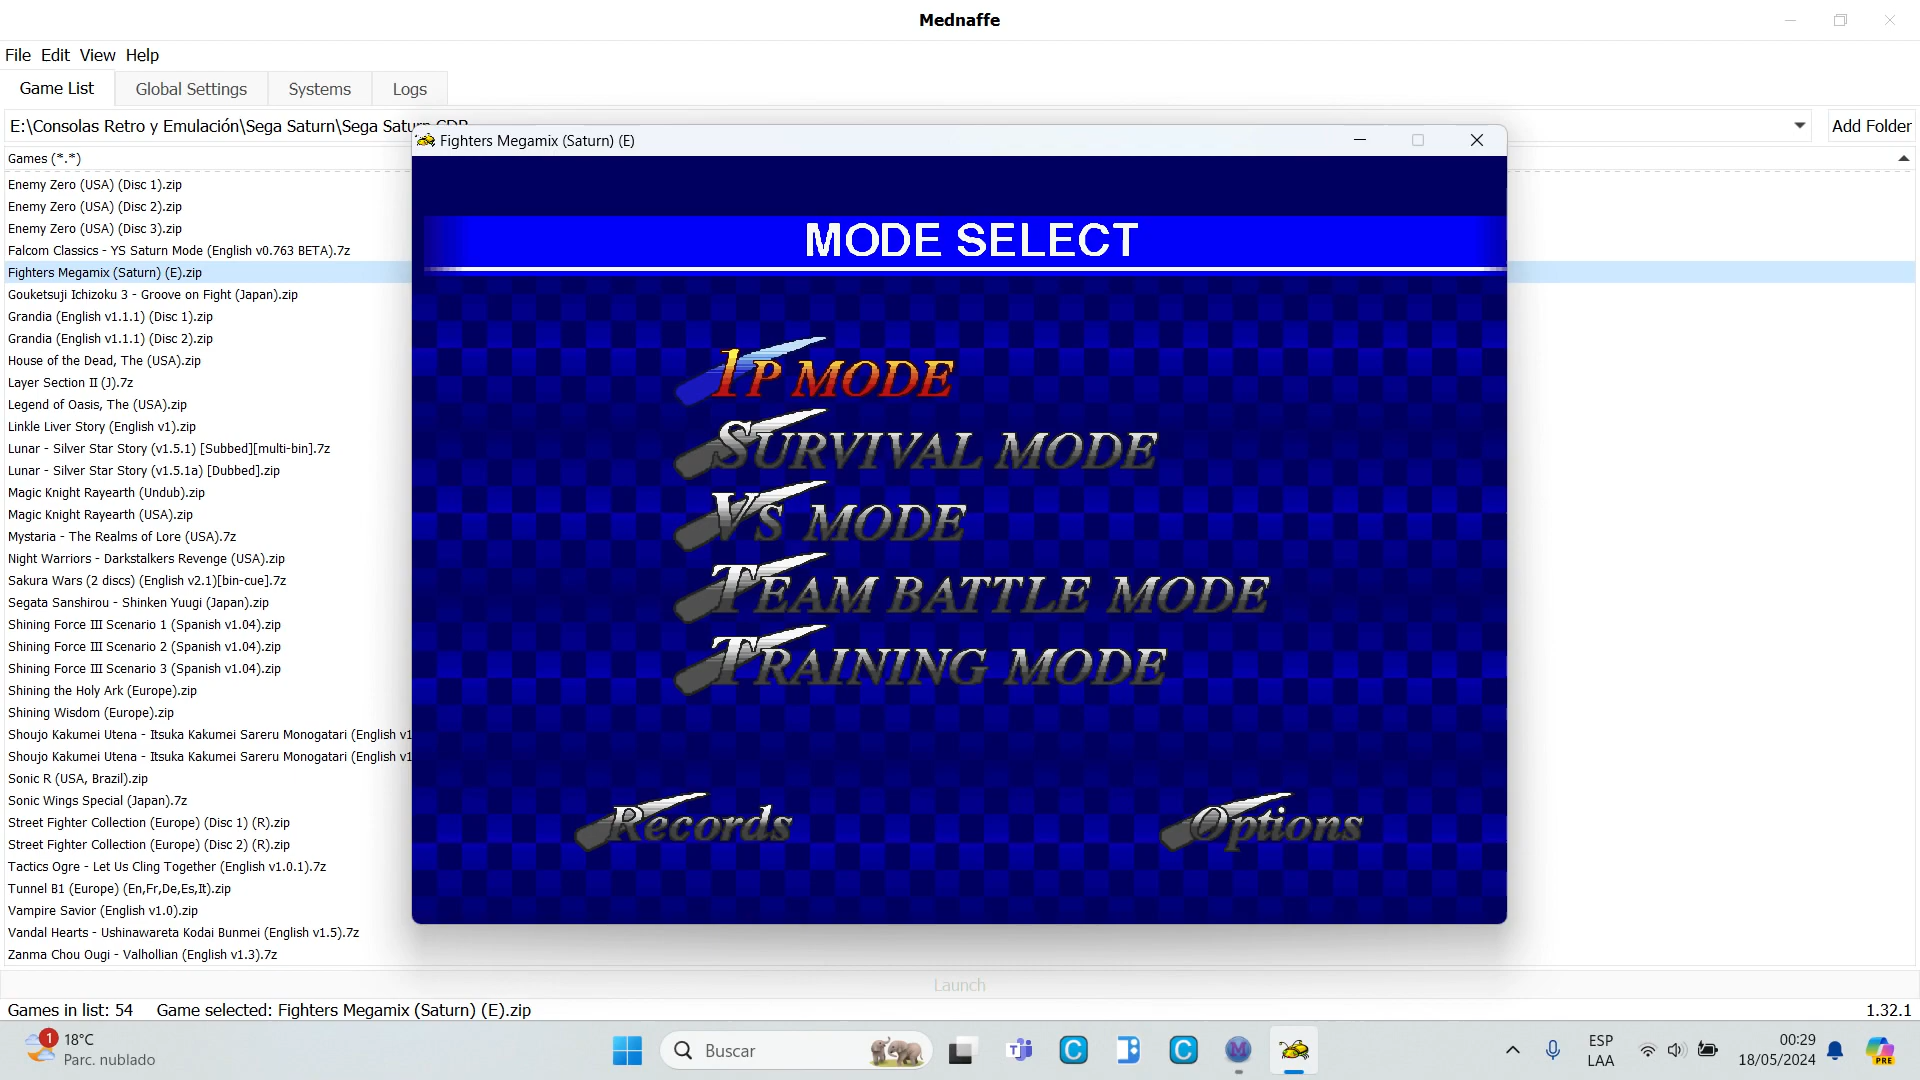 Mednaffe
File Edit View Help
Game List Global Settings Systems Logs
E:\Consolas Retro y Emulación\Sega Saturn\Sega Saturn CDR
Add Folder
Games (*.*)
Enemy Zero (USA) (Disc 1).zip
Enemy Zero (USA) (Disc 2).zip
Enemy Zero (USA) (Disc 3).zip
Falcom Classics - YS Saturn Mode (English v0.763 BETA).7z
Fighters Megamix (Saturn) (E).zip
Gouketsuji Ichizoku 3 - Groove on Fight (Japan).zip
Grandia (English v1.1.1) (Disc 1).zip
Grandia (English v1.1.1) (Disc 2).zip
House of the Dead, The (USA).zip
Layer Section II (J).7z
Legend of Oasis, The (USA).zip
Linkle Liver Story (English v1).zip
Lunar - Silver Star Story (v1.5.1) [Subbed][multi-bin].7z
Lunar - Silver Star Story (v1.5.1a) [Dubbed].zip
Magic Knight Rayearth (Undub).zip
Magic Knight Rayearth (USA).zip
Mystaria - The Realms of Lore (USA).7z
Night Warriors - Darkstalkers Revenge (USA).zip
Sakura Wars (2 discs) (English v2.1)[bin-cue].7z
Segata Sanshirou - Shinken Yuugi (Japan).zip
Shining Force III Scenario 1 (Spanish v1.04).zip
Shining Force III Scenario 2 (Spanish v1.04).zip
Shining Force III Scenario 3 (Spanish v1.04).zip
Shining the Holy Ark (Europe).zip
Shining Wisdom (Europe).zip
Shoujo Kakumei Utena - Itsuka Kakumei Sareru Monogatari (English v1
Shoujo Kakumei Utena - Itsuka Kakumei Sareru Monogatari (English v1
Sonic R (USA, Brazil).zip
Sonic Wings Special (Japan).7z
Street Fighter Collection (Europe) (Disc 1) (R).zip
Street Fighter Collection (Europe) (Disc 2) (R).zip
Tactics Ogre - Let Us Cling Together (English v1.0.1).7z
Tunnel B1 (Europe) (En,Fr,De,Es,It).zip
Vampire Savior (English v1.0).zip
Vandal Hearts - Ushinawareta Kodai Bunmei (English v1.5).7z
Zanma Chou Ougi - Valhollian (English v1.3).7z
Fighters Megamix (Saturn) (E)
MODE SELECT
1P MODE
SURVIVAL MODE
VS MODE
TEAM BATTLE MODE
TRAINING MODE
Records Options
Launch
Games in list: 54 Game selected: Fighters Megamix (Saturn) (E).zip
1.32.1
1
18°C
Parc. nublado
Buscar
ESP
LAA
00:29
18/05/2024
PRE